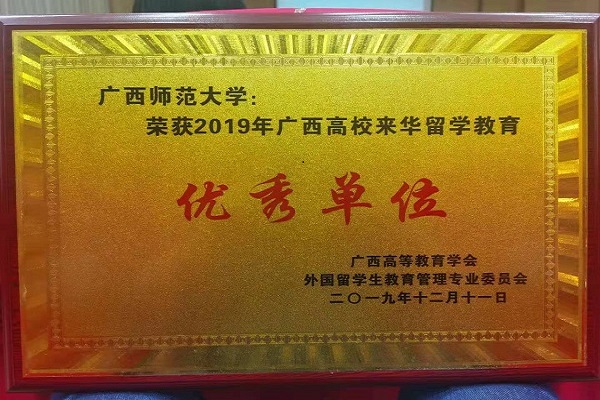 广西师范大学：
荣获2019年广西高校来华留学教育
优秀单位
广西高等教育学会
外国留学生教育管理专业委员会
二〇一九年十二月十一日